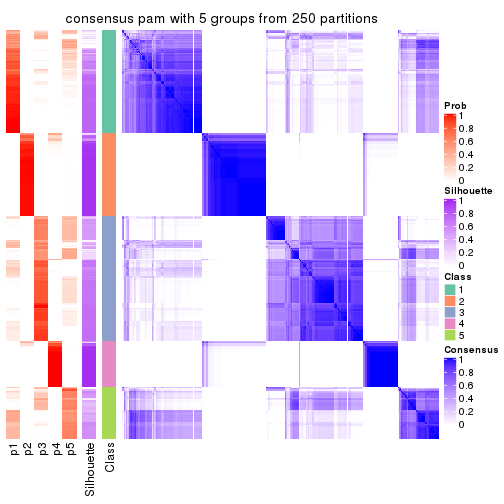 consensus pam with 5 groups from 250 partitions
Prob
1
0.8
0.6
0.4
0.2
0
Silhouette
1
0.8
0.6
0.4
0.2
0
Class
1
2
3
4
5
Consensus
1
0.8
0.6
0.4
0.2
0
p1
p2
p3
p4
p5
Silhouette
Class